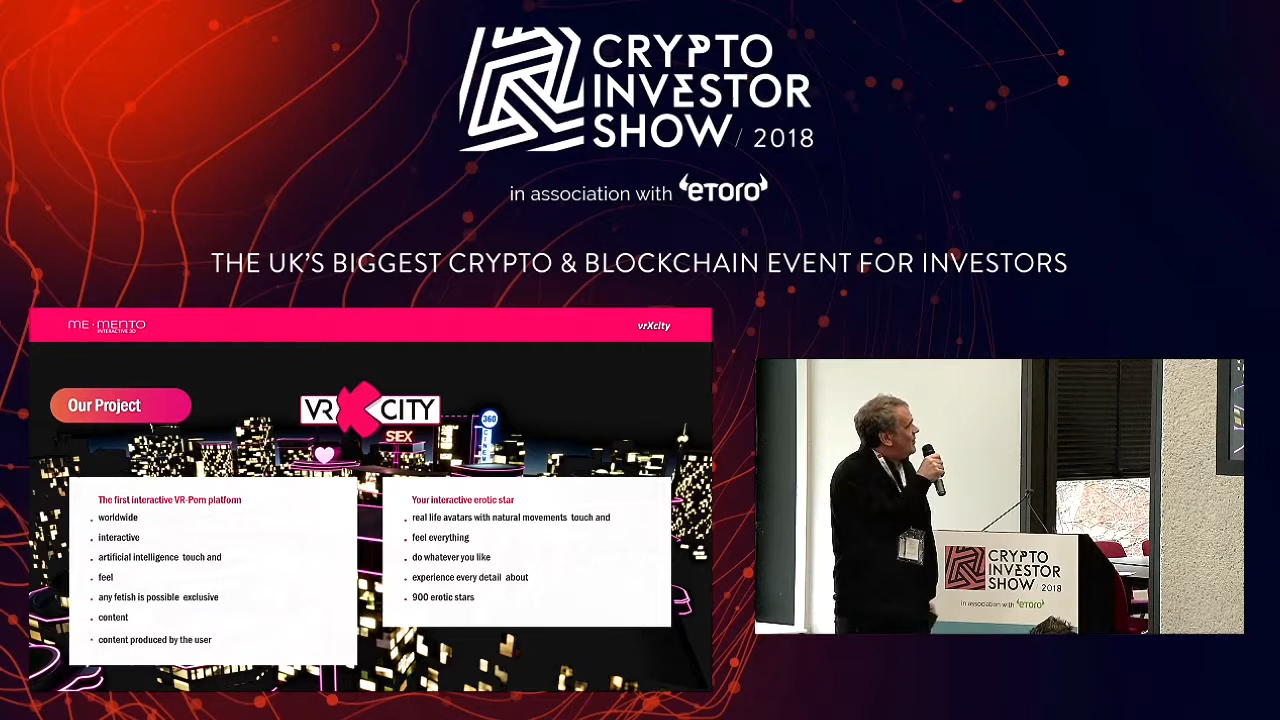 CRYPTO
INVESTOR
SHOW / 2018
in association with eToro
THE UK'S BIGGEST CRYPTO & BLOCKCHAIN EVENT FOR INVESTORS
ME·MENTO
INTERACTIVE 3D
vrXcity
Our Project
VR X CITY
SEX
360
CINEMA
The first interactive VR-Porn platform
worldwide
interactive
artificial intelligence touch and
feel
any fetish is possible exclusive
content
content produced by the user
Your interactive erotic star
real life avatars with natural movements touch and
feel everything
do whatever you like
experience every detail about
900 erotic stars
CRYPTO
INVESTOR
SHOW 2018
in association with eToro